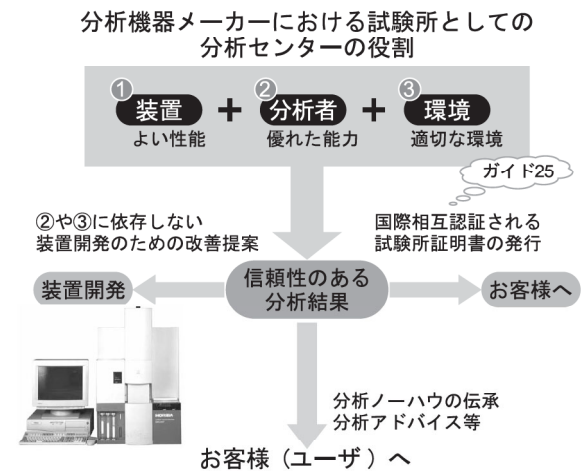 分析機器メーカーにおける試験所としての
分析センターの役割
① 装置 + ② 分析者 + ③ 環境
よい性能 優れた能力 適切な環境
ガイド25
②や③に依存しない
装置開発のための改善提案
国際相互認証される
試験所証明書の発行
装置開発
信頼性のある
分析結果
お客様へ
HORIBA
分析ノーハウの伝承
分析アドバイス等
お客様（ユーザ）へ